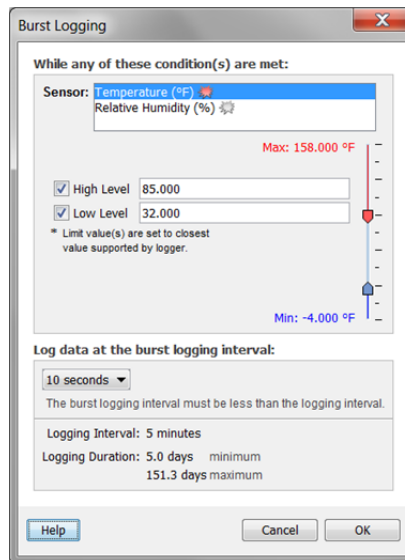 Burst Logging
While any of these condition(s) are met:
Sensor: Temperature (°F)
Relative Humidity (%)
Max: 158.000 °F
High Level 85.000
Low Level 32.000
* Limit value(s) are set to closest
value supported by logger.
Min: -4.000 °F
Log data at the burst logging interval:
10 seconds
The burst logging interval must be less than the logging interval.
Logging Interval: 5 minutes
Logging Duration: 5.0 days minimum
151.3 days maximum
Help Cancel OK